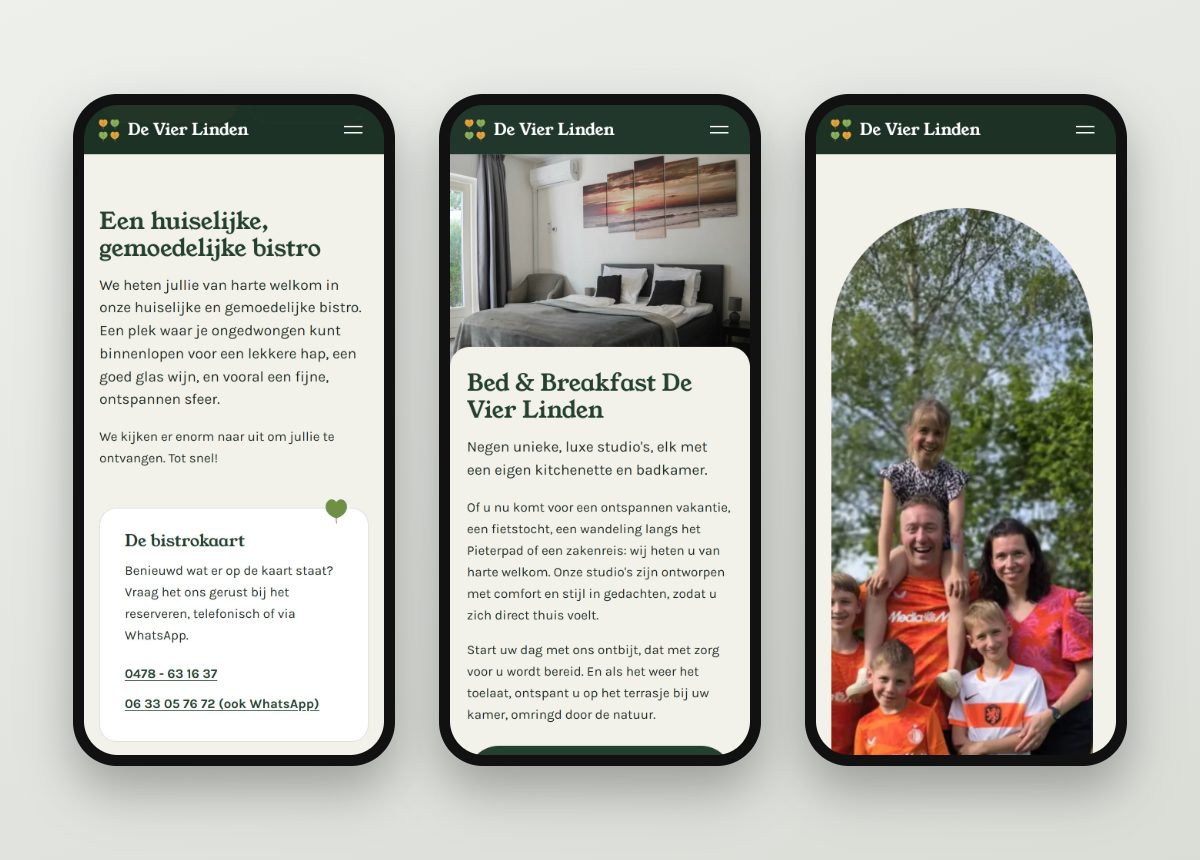 De Vier Linden
Een huiselijke,
gemoedelijke bistro
We heten jullie van harte welkom in
onze huiselijke en gemoedelijke bistro.
Een plek waar je ongedwongen kunt
binnenlopen voor een lekkere hap, een
goed glas wijn, en vooral een fijne,
ontspannen sfeer.
We kijken er enorm naar uit om jullie te
ontvangen. Tot snel!
De bistrokaart
Benieuwd wat er op de kaart staat?
Vraag het ons gerust bij het
reserveren, telefonisch of via
WhatsApp.
0478 - 63 16 37
06 33 05 76 72 (ook WhatsApp)
De Vier Linden
Bed & Breakfast De
Vier Linden
Negen unieke, luxe studio's, elk met
een eigen kitchenette en badkamer.
Of u nu komt voor een ontspannen vakantie,
een fietstocht, een wandeling langs het
Pieterpad of een zakenreis: wij heten u van
harte welkom. Onze studio's zijn ontworpen
met comfort en stijl in gedachten, zodat u
zich direct thuis voelt.
Start uw dag met ons ontbijt, dat met zorg
voor u wordt bereid. En als het weer het
toelaat, ontspant u op het terrasje bij uw
kamer, omringd door de natuur.
De Vier Linden
MediaMarkt